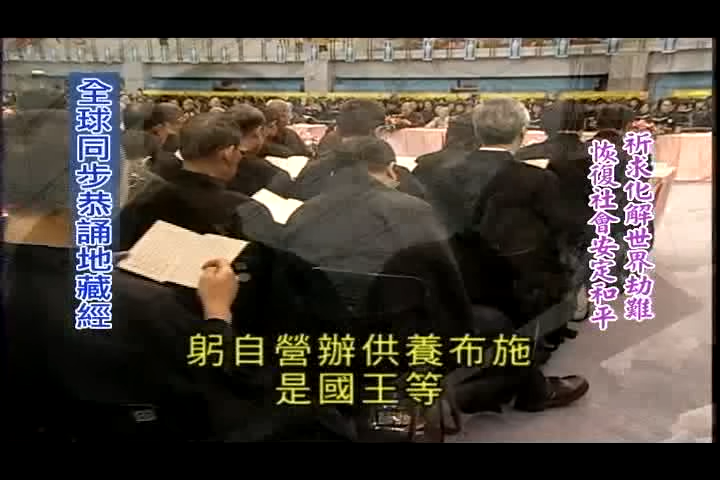 全球同步恭誦地藏經
祈求化解世界劫難
恢復社會安定和平
躬自營辦供養布施
是國王等